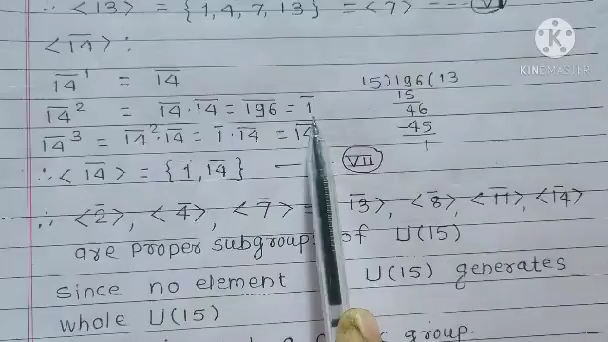 ∴ <1̅3̅> = {1, 4, 7, 13} = <7̅> --- VI
<1̅4̅> :
1̅4̅¹ = 1̅4̅
15)196(13
1̅4̅² = 1̅4̅·1̅4̅ = 1̅9̅6̅ = 1̅
15
46
1̅4̅³ = 1̅4̅²·1̅4̅ = 1̅·1̅4̅ = 1̅4̅
-45
1
∴ <1̅4̅> = {1, 1̅4̅} — VII
∴ <2̅>, <4̅>, <7̅> = 1̅3̅>, <8̅>, <1̅1̅>, <1̅4̅>
are proper subgroups of U(15)
since no element U(15) generates
whole U(15)
group.
KINEMASTER